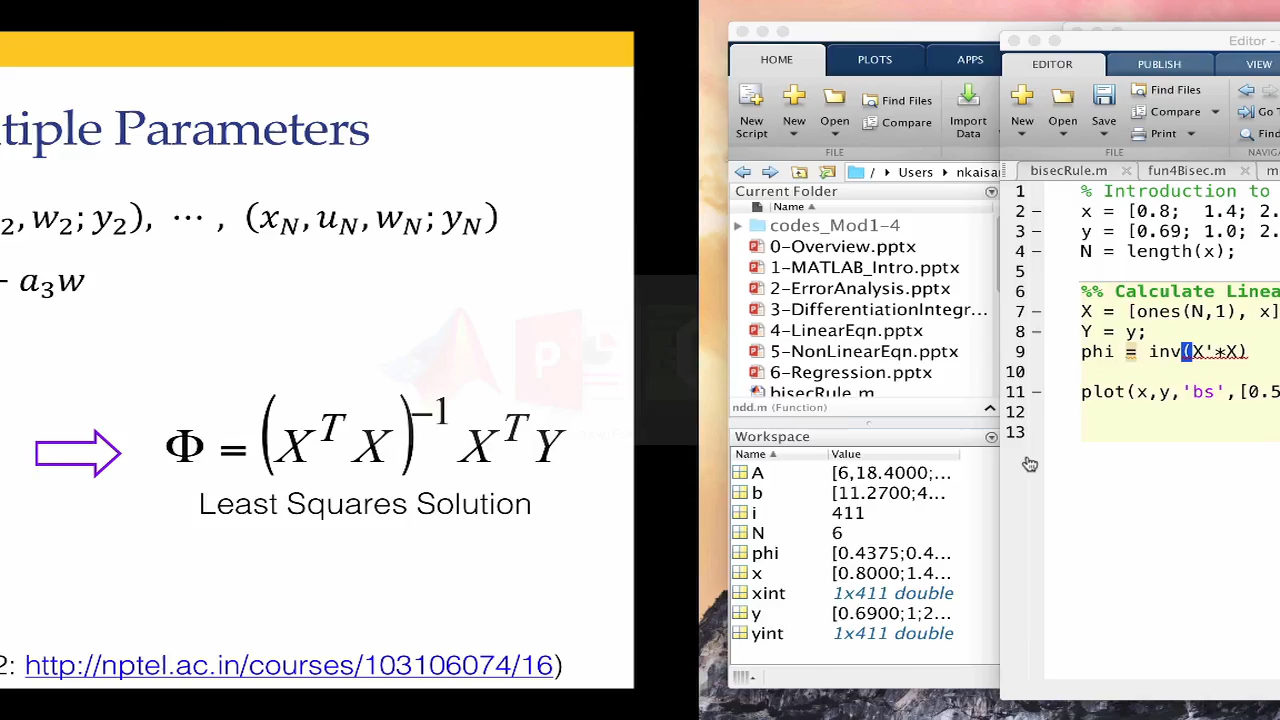 tiple Parameters
2, w2; y2), ⋯ , (xN, uN, wN; yN)
- a3w
Φ = (X^T X)^−1 X^T Y
Least Squares Solution
2: http://nptel.ac.in/courses/103106074/16)
HOME PLOTS APPS
New Script
New
Open
Find Files
Compare
Import Data
FILE
/ Users nkaisa
Current Folder
Name
codes_Mod1-4
0-Overview.pptx
1-MATLAB_Intro.pptx
2-ErrorAnalysis.pptx
3-DifferentiationIntegr...
4-LinearEqn.pptx
5-NonLinearEqn.pptx
6-Regression.pptx
bisecRule.m
ndd.m (Function)
Workspace
Name Value
A [6,18.4000;...
b [11.2700;4...
i 411
N 6
phi [0.4375;0.4...
x [0.8000;1.4...
xint 1x411 double
y [0.6900;1;2...
yint 1x411 double
Editor -
EDITOR PUBLISH VIEW
New
Open
Save
Find Files
Compare
Print
Go
Find
FILE
NAVIG
bisecRule.m fun4Bisec.m m
1 % Introduction to
2 – x = [0.8; 1.4; 2.
3 – y = [0.69; 1.0; 2.
4 – N = length(x);
5
6 %% Calculate Linea
7 – X = [ones(N,1), x]
8 – Y = y;
9 phi = inv(X'*X)
10
11 – plot(x,y,'bs',[0.5
12
13